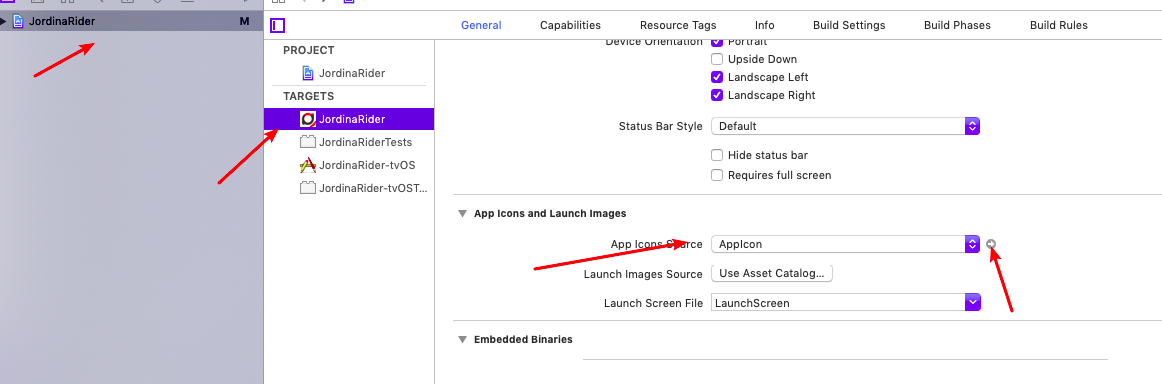 JordinaRider M
General Capabilities Resource Tags Info Build Settings Build Phases Build Rules
PROJECT
JordinaRider
TARGETS
JordinaRider
JordinaRiderTests
JordinaRider-tvOS
JordinaRider-tvOST...
Device Orientation Portrait
Upside Down
Landscape Left
Landscape Right
Status Bar Style Default
Hide status bar
Requires full screen
App Icons and Launch Images
App Icons Source AppIcon
Launch Images Source Use Asset Catalog...
Launch Screen File LaunchScreen
Embedded Binaries